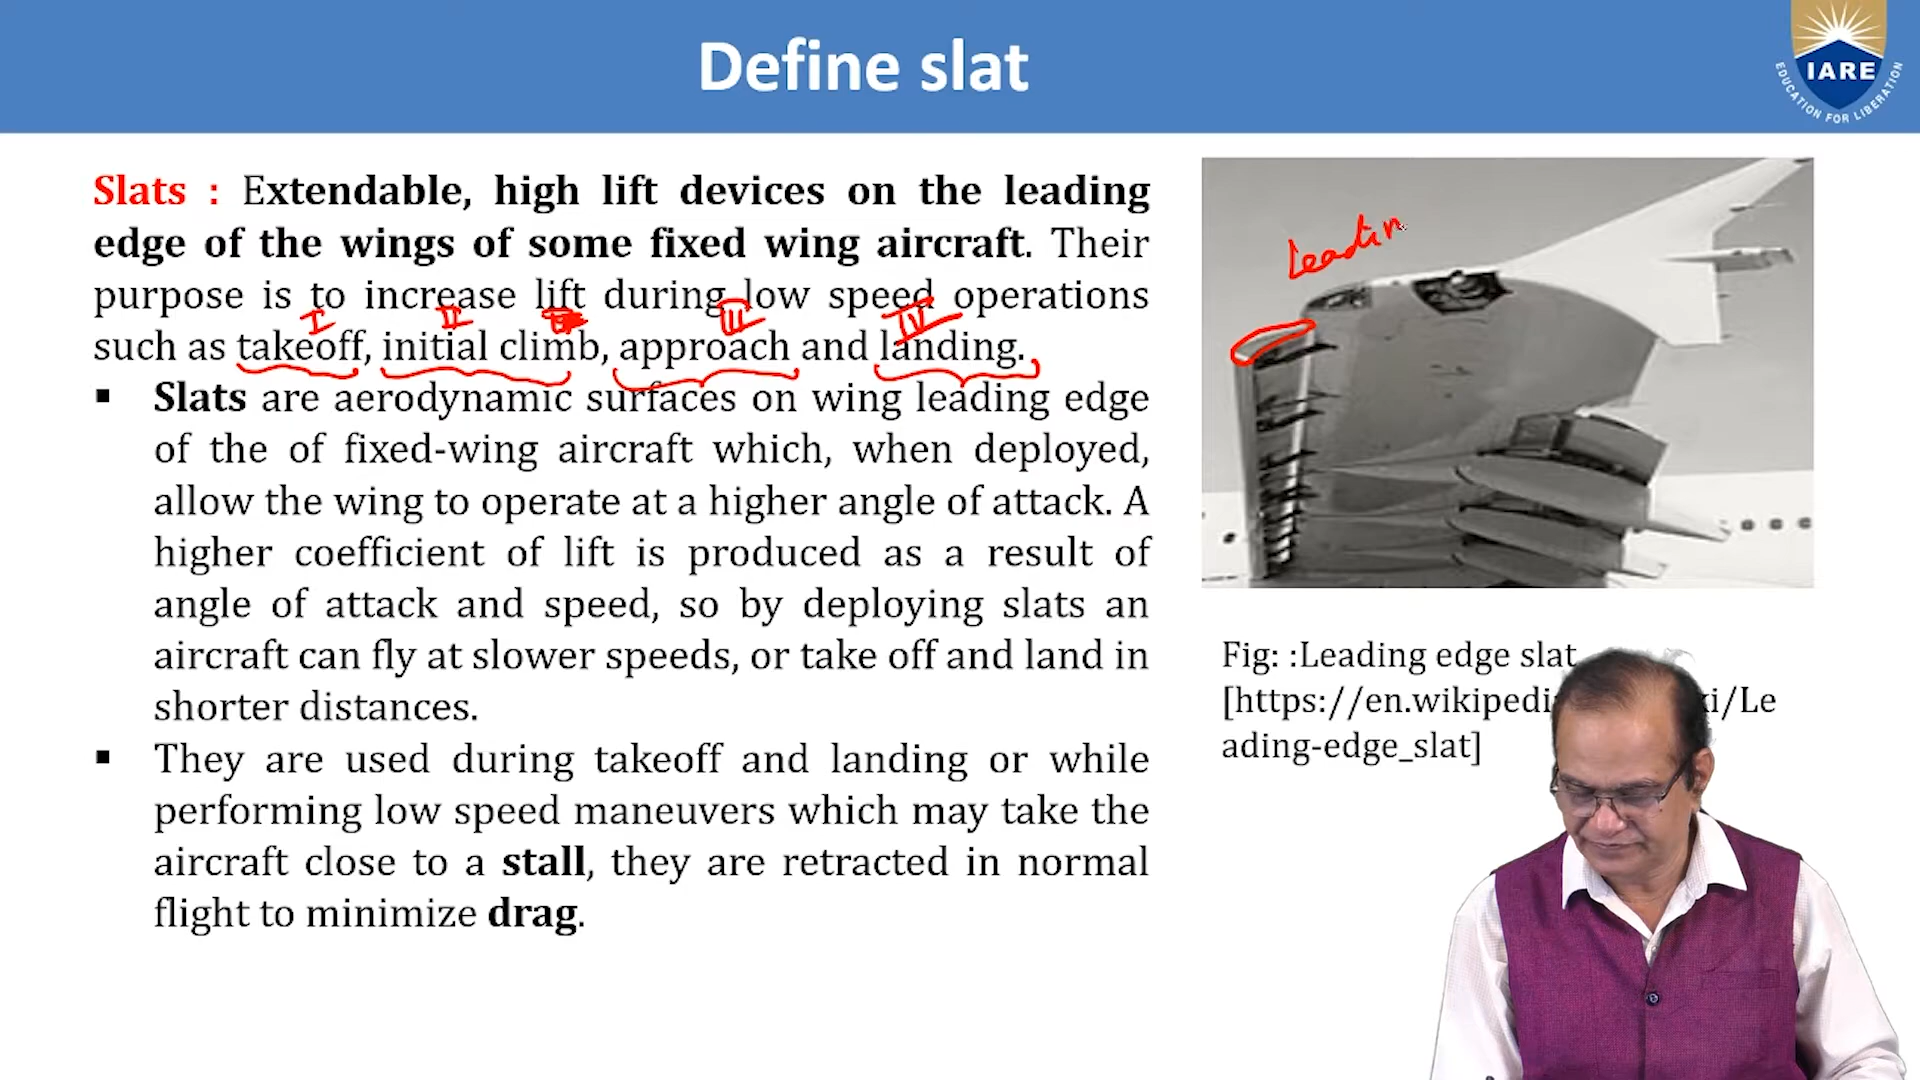 Define slat
IARE
EDUCATION FOR LIBERATION
Slats : Extendable, high lift devices on the leading
edge of the wings of some fixed wing aircraft. Their
purpose is to increase lift during low speed operations
I II III IV
such as takeoff, initial climb, approach and landing.
▪ Slats are aerodynamic surfaces on wing leading edge
of the of fixed-wing aircraft which, when deployed,
allow the wing to operate at a higher angle of attack. A
higher coefficient of lift is produced as a result of
angle of attack and speed, so by deploying slats an
aircraft can fly at slower speeds, or take off and land in
shorter distances.
▪ They are used during takeoff and landing or while
performing low speed maneuvers which may take the
aircraft close to a stall, they are retracted in normal
flight to minimize drag.
Leadin
Fig: :Leading edge slat
[https://en.wikipedi i/Le
ading-edge_slat]